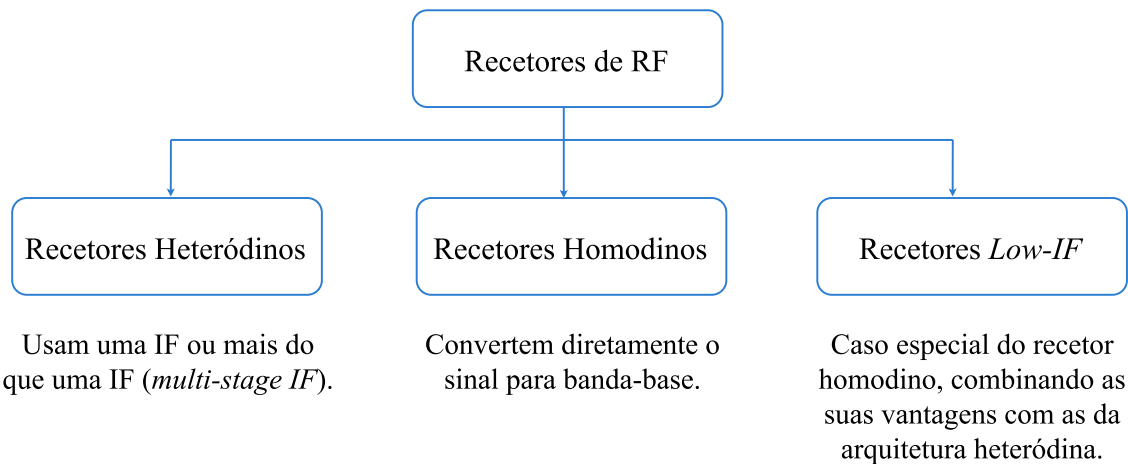 Recetores de RF
Recetores Heteródinos
Recetores Homodinos
Recetores Low-IF
Usam uma IF ou mais do
que uma IF (multi-stage IF).
Convertem diretamente o
sinal para banda-base.
Caso especial do recetor
homodino, combinando as
suas vantagens com as da
arquitetura heteródina.